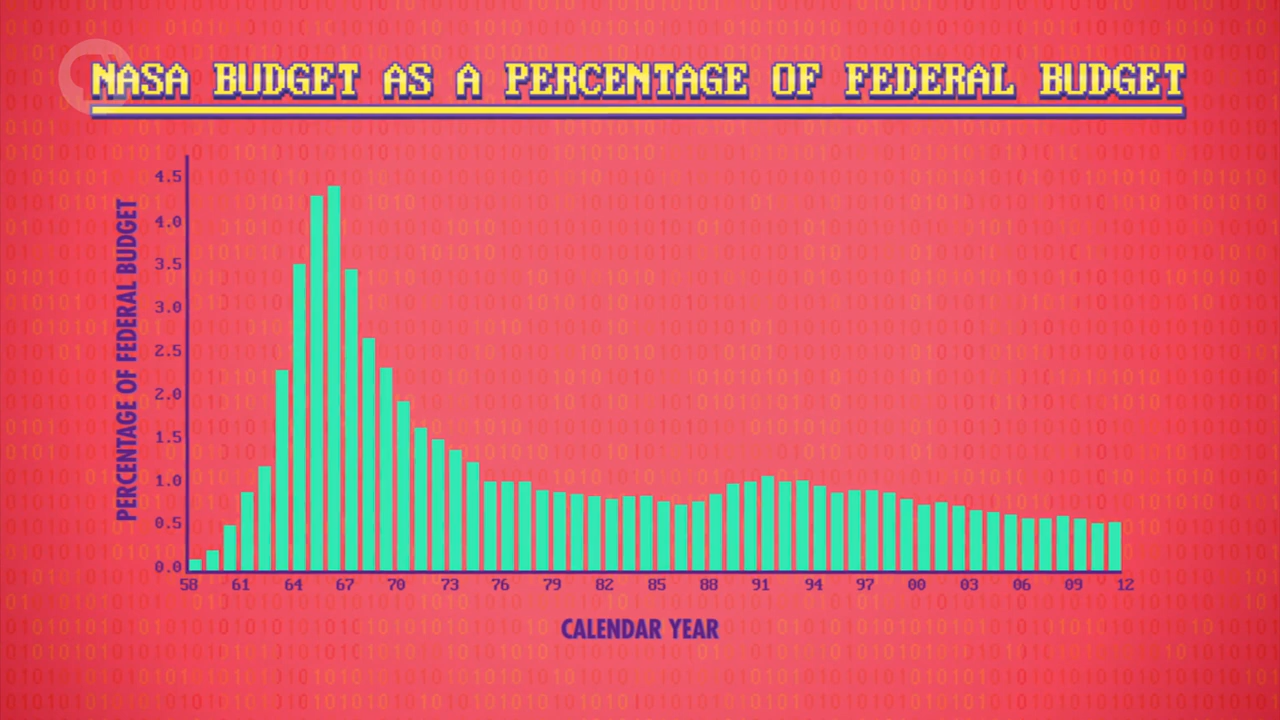 NASA BUDGET AS A PERCENTAGE OF FEDERAL BUDGET
PERCENTAGE OF FEDERAL BUDGET
4.5
4.0
3.5
3.0
2.5
2.0
1.5
1.0
0.5
0.0
58 61 64 67 70 73 76 79 82 85 88 91 94 97 00 03 06 09 12
CALENDAR YEAR